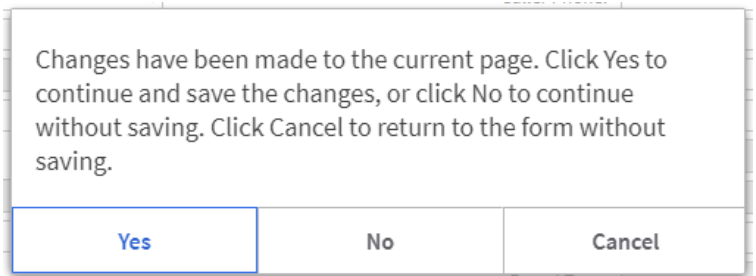 Changes have been made to the current page. Click Yes to
continue and save the changes, or click No to continue
without saving. Click Cancel to return to the form without
saving.
Yes
No
Cancel